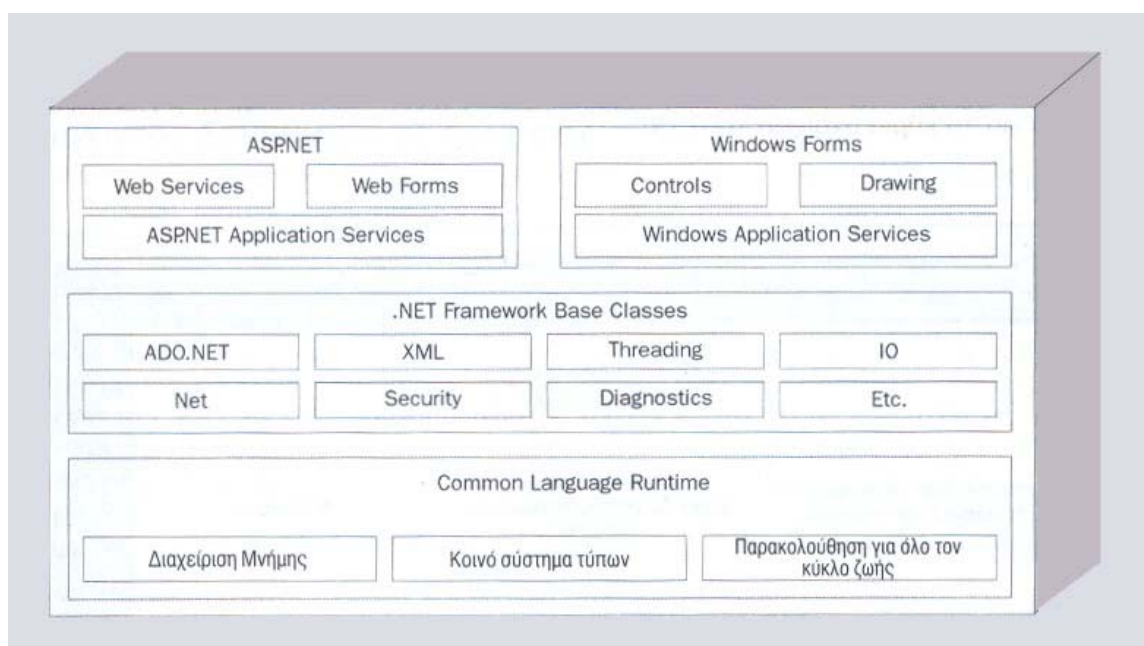 ASP.NET
Web Services
Web Forms
ASP.NET Application Services
Windows Forms
Controls
Drawing
Windows Application Services
.NET Framework Base Classes
ADO.NET
XML
Threading
IO
Net
Security
Diagnostics
Etc.
Common Language Runtime
Διαχείριση Μνήμης
Κοινό σύστημα τύπων
Παρακολούθηση για όλο τον
κύκλο ζωής